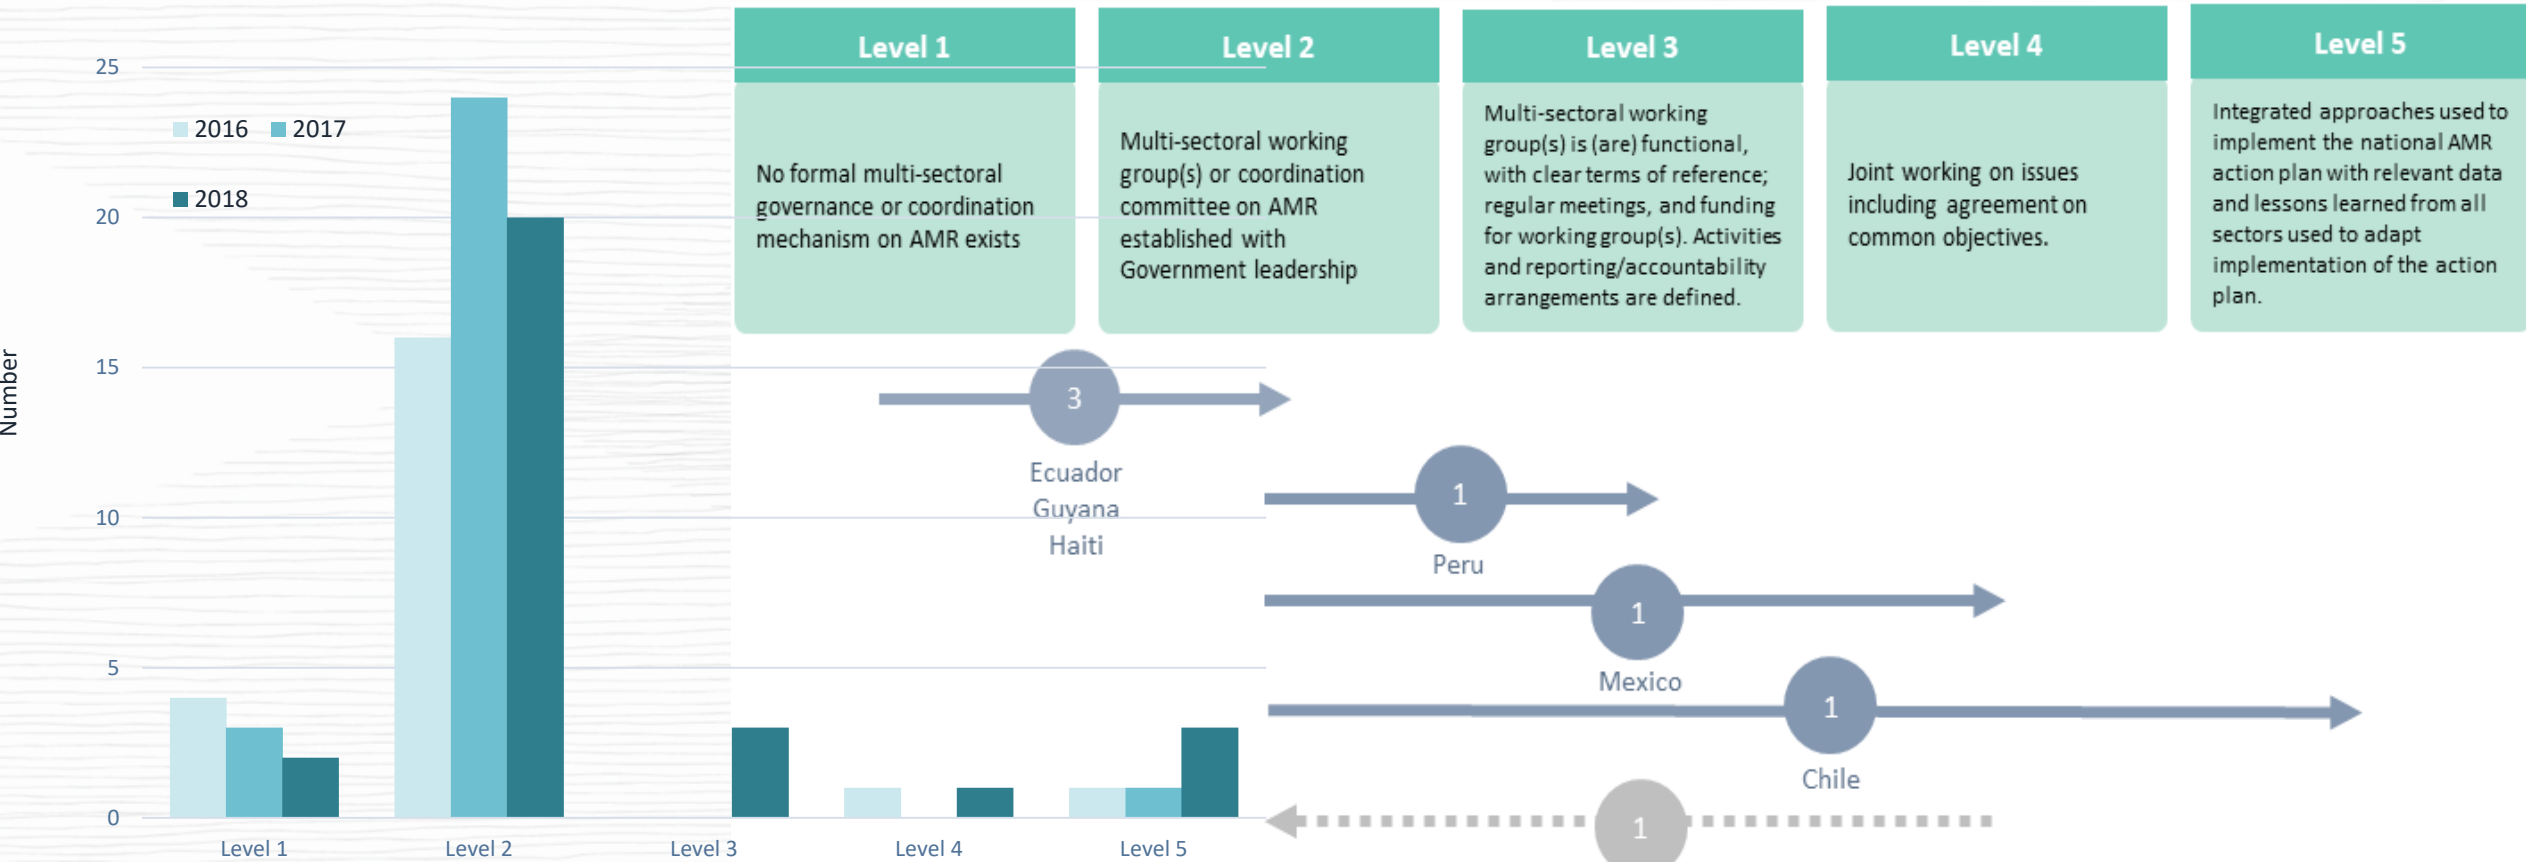 Level 1
No formal multi-sectoral
governance or coordination
mechanism on AMR exists
Level 2
Multi-sectoral working
group(s) or coordination
committee on AMR
established with
Government leadership
Level 3
Multi-sectoral working
group(s) is (are) functional,
with clear terms of reference;
regular meetings, and funding
for working group(s). Activities
and reporting/accountability
arrangements are defined.
Level 4
Joint working on issues
including agreement on
common objectives.
Level 5
Integrated approaches used to
implement the national AMR
action plan with relevant data
and lessons learned from all
sectors used to adapt
implementation of the action
plan.
Number
25
20
15
10
5
0
2016 2017
2018
Level 1 Level 2 Level 3 Level 4 Level 5
3
Ecuador
Guyana
Haiti
1
Peru
1
Mexico
1
Chile
1